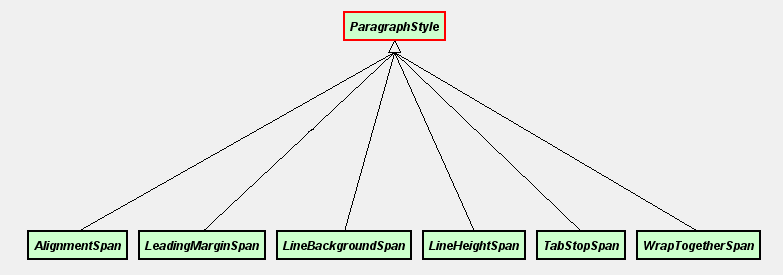 ParagraphStyle
AlignmentSpan
LeadingMarginSpan
LineBackgroundSpan
LineHeightSpan
TabStopSpan
WrapTogetherSpan